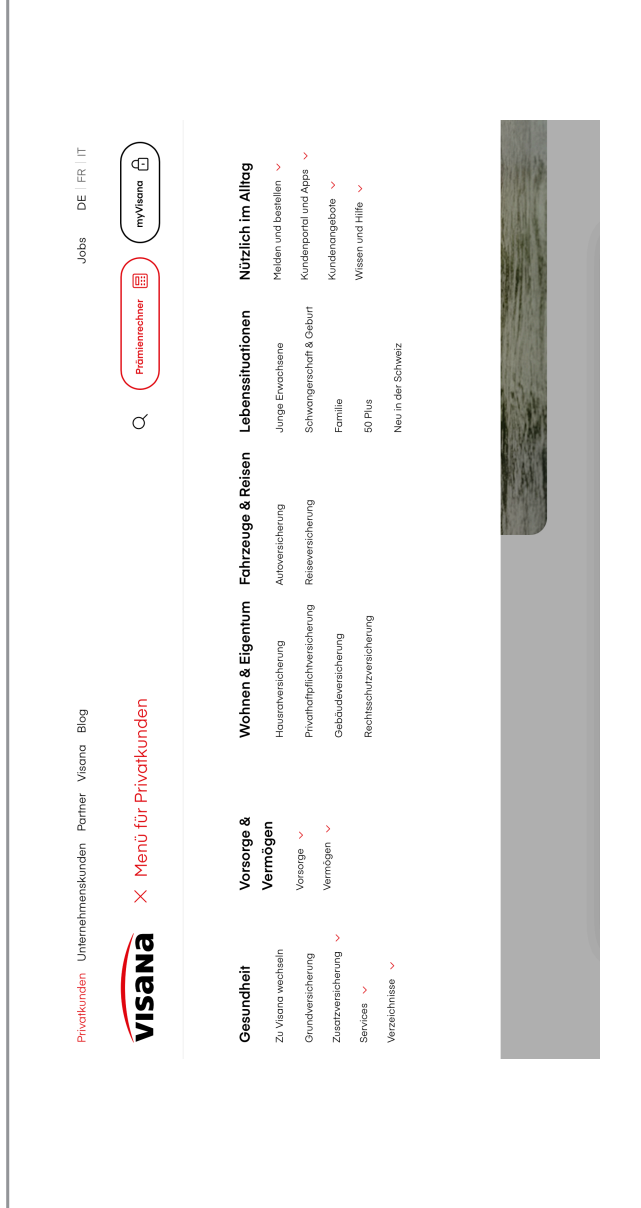 Privatkunden Unternehmenskunden Partner Visana Blog Jobs DE | FR | IT
visana Menü für Privatkunden Prämienrechner myVisana
Gesundheit
Zu Visana wechseln
Grundversicherung
Zusatzversicherung
Services
Verzeichnisse
Vorsorge &
Vermögen
Vorsorge
Vermögen
Wohnen & Eigentum
Hausratversicherung
Privathaftpflichtversicherung
Gebäudeversicherung
Rechtsschutzversicherung
Fahrzeuge & Reisen
Autoversicherung
Reiseversicherung
Lebenssituationen
Junge Erwachsene
Schwangerschaft & Geburt
Familie
50 Plus
Neu in der Schweiz
Nützlich im Alltag
Melden und bestellen
Kundenportal und Apps
Kundenangebote
Wissen und Hilfe